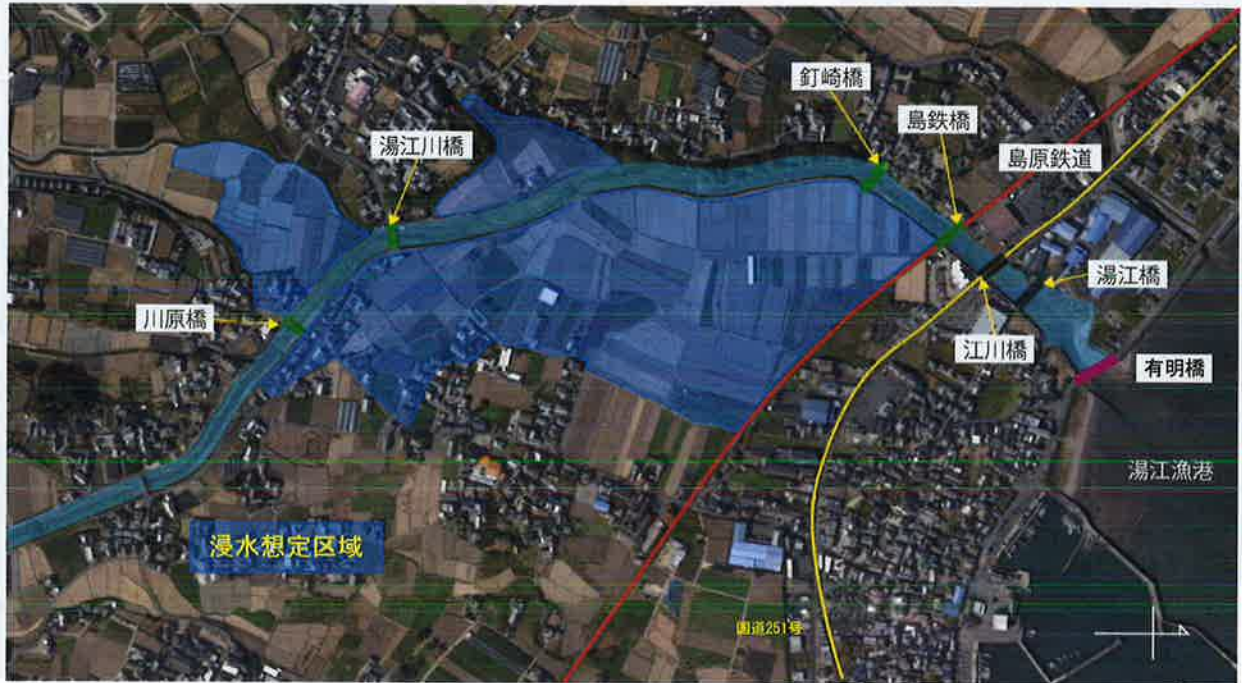 釘崎橋
島鉄橋
湯江川橋
島原鉄道
湯江橋
川原橋
江川橋
有明橋
湯江漁港
浸水想定区域
国道251号